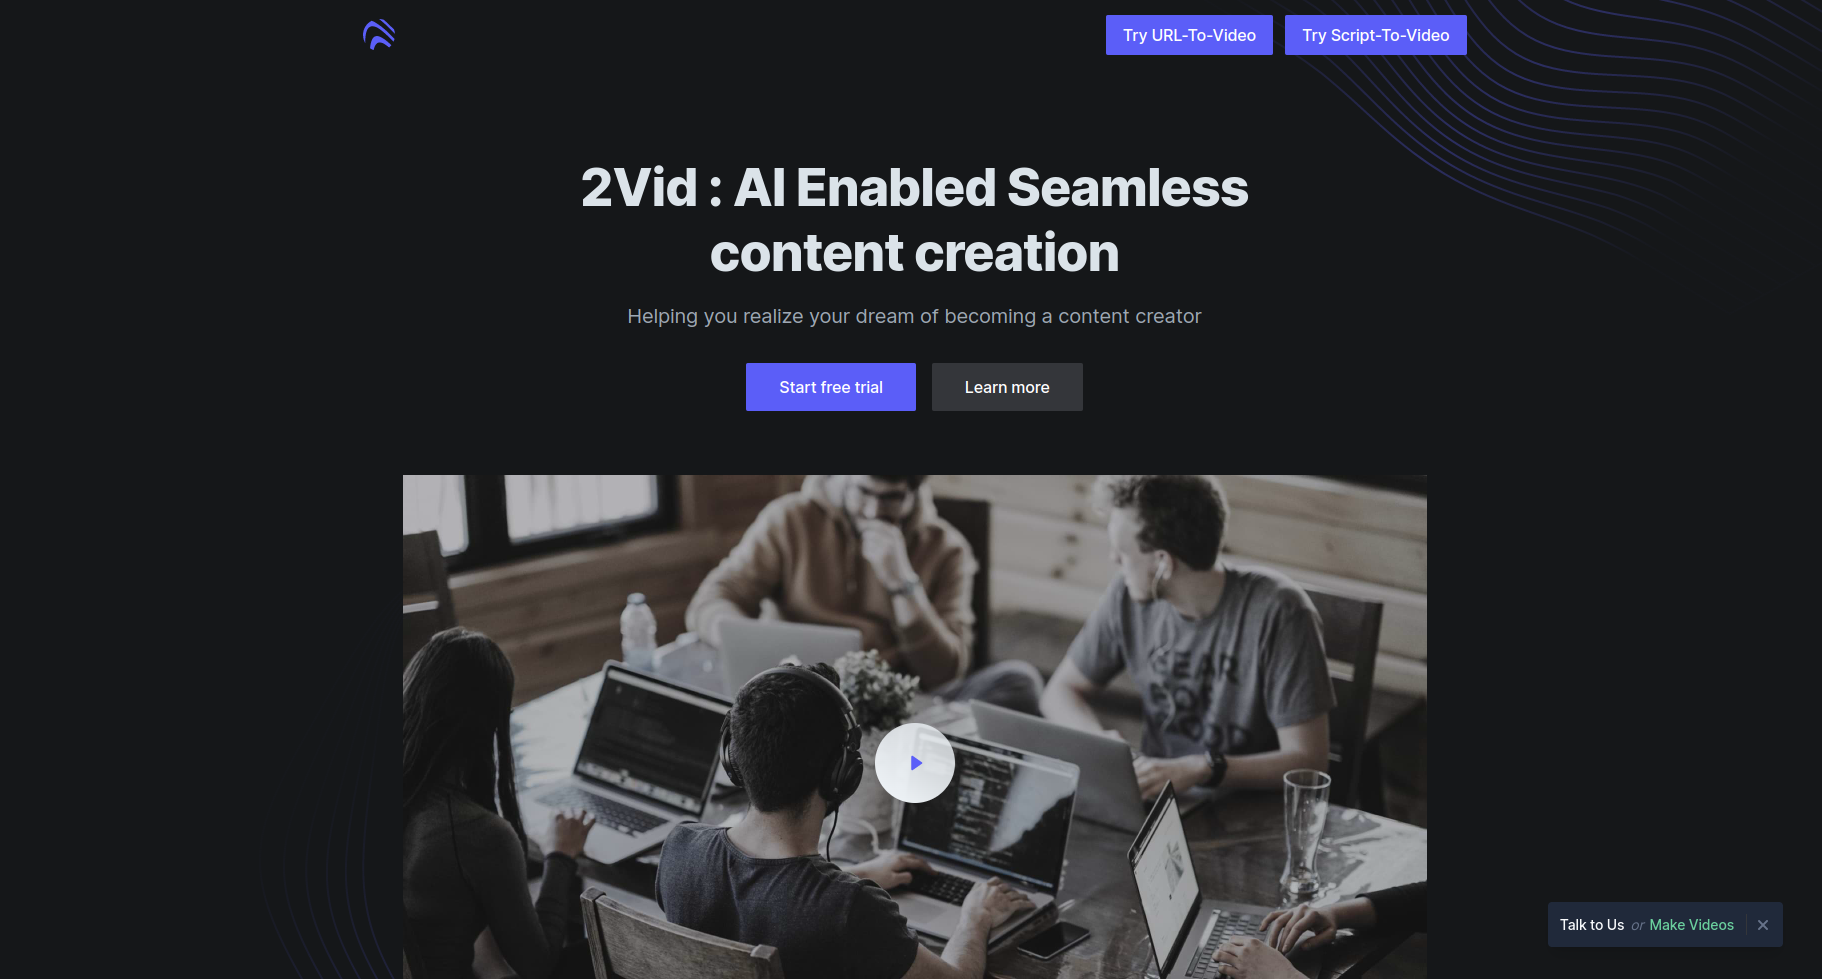 Try URL-To-Video
Try Script-To-Video
2Vid : AI Enabled Seamless
content creation
Helping you realize your dream of becoming a content creator
Start free trial
Learn more
Talk to Us or Make Videos